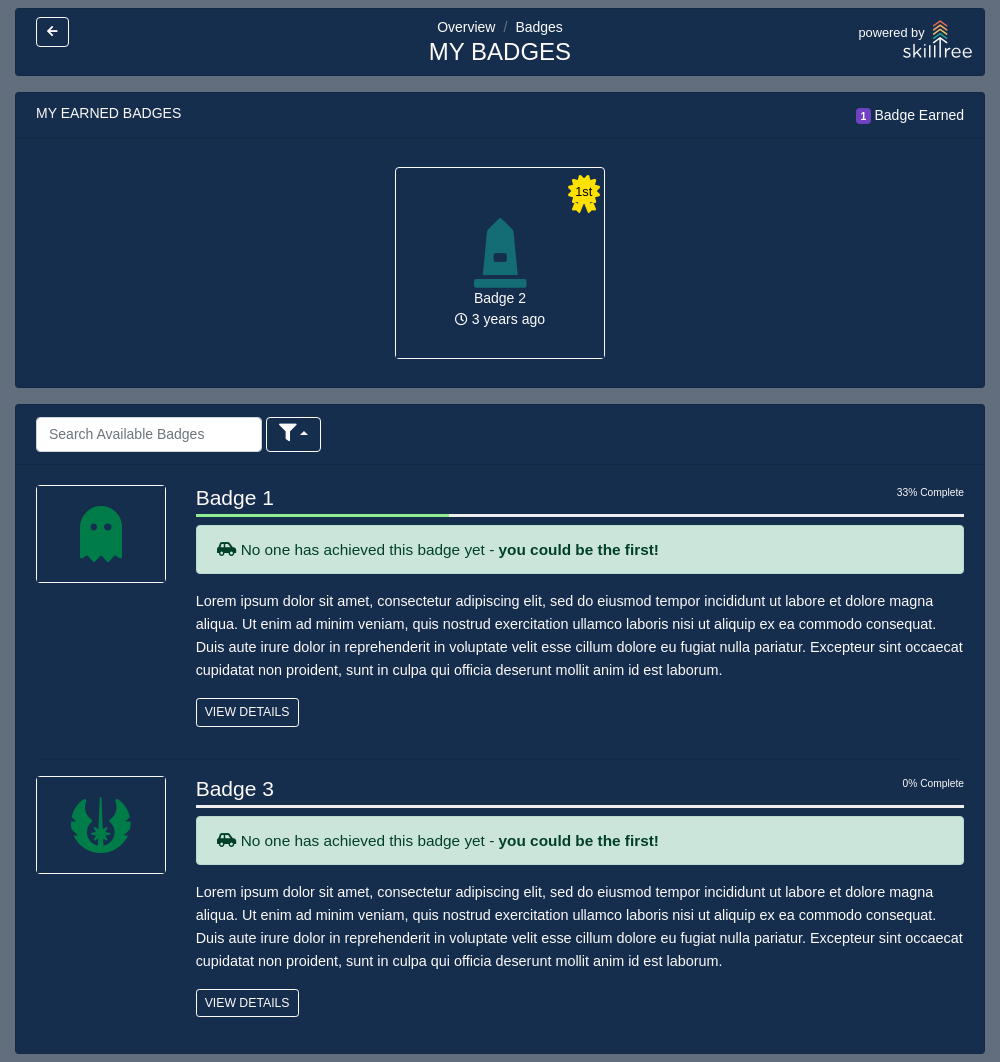 Overview / Badges
MY BADGES
powered by
skilltree
MY EARNED BADGES
1 Badge Earned
1st
Badge 2
3 years ago
Search Available Badges
Badge 1
33% Complete
No one has achieved this badge yet - you could be the first!
Lorem ipsum dolor sit amet, consectetur adipiscing elit, sed do eiusmod tempor incididunt ut labore et dolore magna
aliqua. Ut enim ad minim veniam, quis nostrud exercitation ullamco laboris nisi ut aliquip ex ea commodo consequat.
Duis aute irure dolor in reprehenderit in voluptate velit esse cillum dolore eu fugiat nulla pariatur. Excepteur sint occaecat
cupidatat non proident, sunt in culpa qui officia deserunt mollit anim id est laborum.
VIEW DETAILS
Badge 3
0% Complete
No one has achieved this badge yet - you could be the first!
Lorem ipsum dolor sit amet, consectetur adipiscing elit, sed do eiusmod tempor incididunt ut labore et dolore magna
aliqua. Ut enim ad minim veniam, quis nostrud exercitation ullamco laboris nisi ut aliquip ex ea commodo consequat.
Duis aute irure dolor in reprehenderit in voluptate velit esse cillum dolore eu fugiat nulla pariatur. Excepteur sint occaecat
cupidatat non proident, sunt in culpa qui officia deserunt mollit anim id est laborum.
VIEW DETAILS